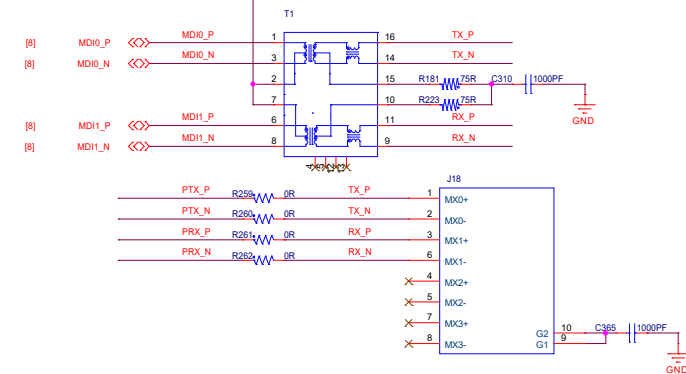 T1
[8] MDI0_P MDI0_P 1 16 TX_P
[8] MDI0_N MDI0_N 3 14 TX_N
2 15 R181 75R C310 1000PF
7 10 R223 75R
GND
[8] MDI1_P MDI1_P 6 11 RX_P
[8] MDI1_N MDI1_N 8 9 RX_N
J18
PTX_P R259 0R TX_P 1 MX0+
PTX_N R260 0R TX_N 2 MX0-
PRX_P R261 0R RX_P 3 MX1+
PRX_N R262 0R RX_N 6 MX1-
4 MX2+
5 MX2-
7 MX3+
8 MX3-
G2 10 C365 1000PF
G1 9
GND